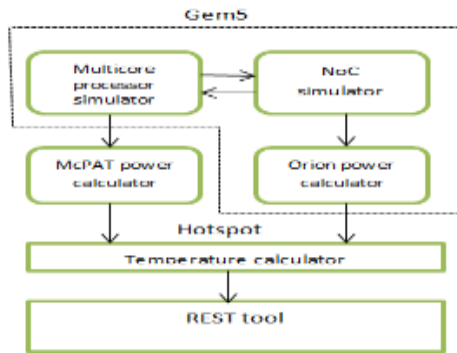 Gem5
Multicore
processor
simulator
NoC
simulator
McPAT power
calculator
Orion power
calculator
Hotspot
Temperature calculator
REST tool